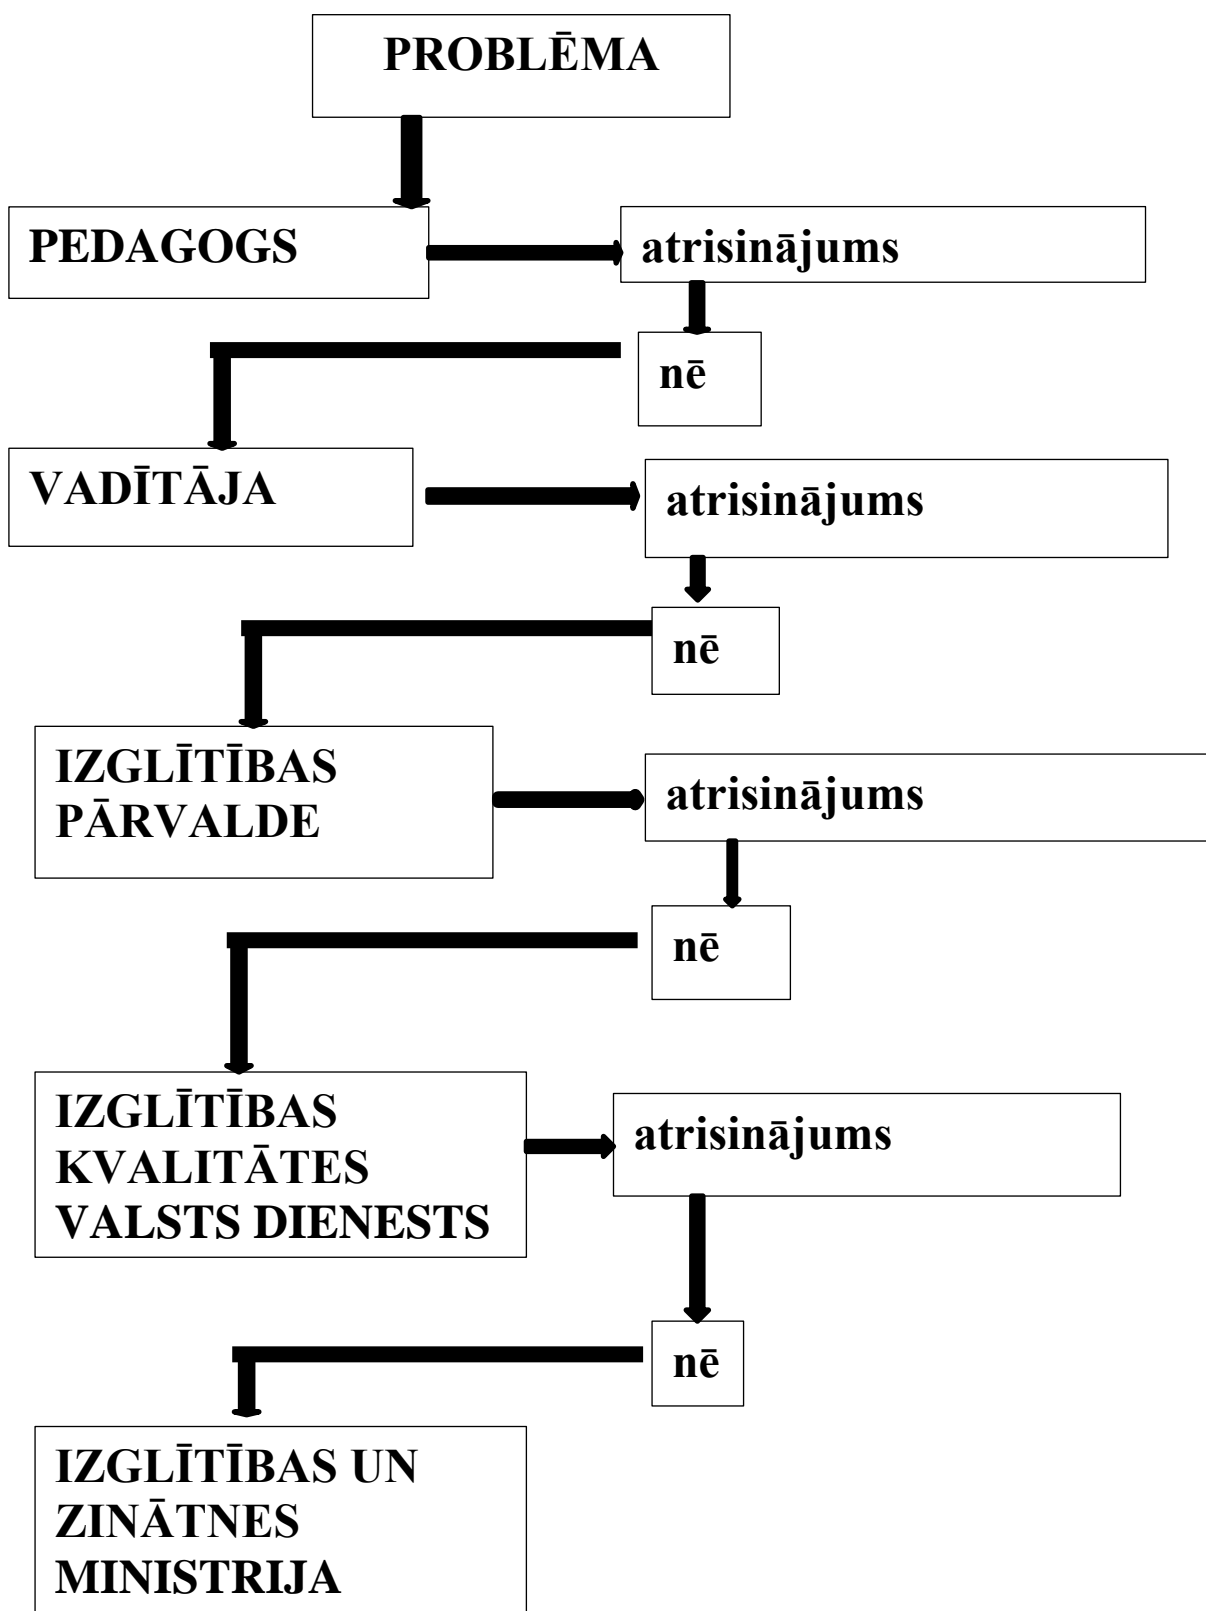 PROBLĒMA
PEDAGOGS
atrisinājums
nē
VADĪTĀJA
atrisinājums
nē
IZGLĪTĪBAS
PĀRVALDE
atrisinājums
nē
IZGLĪTĪBAS
KVALITĀTES
VALSTS DIENESTS
atrisinājums
nē
IZGLĪTĪBAS UN
ZINĀTNES
MINISTRIJA